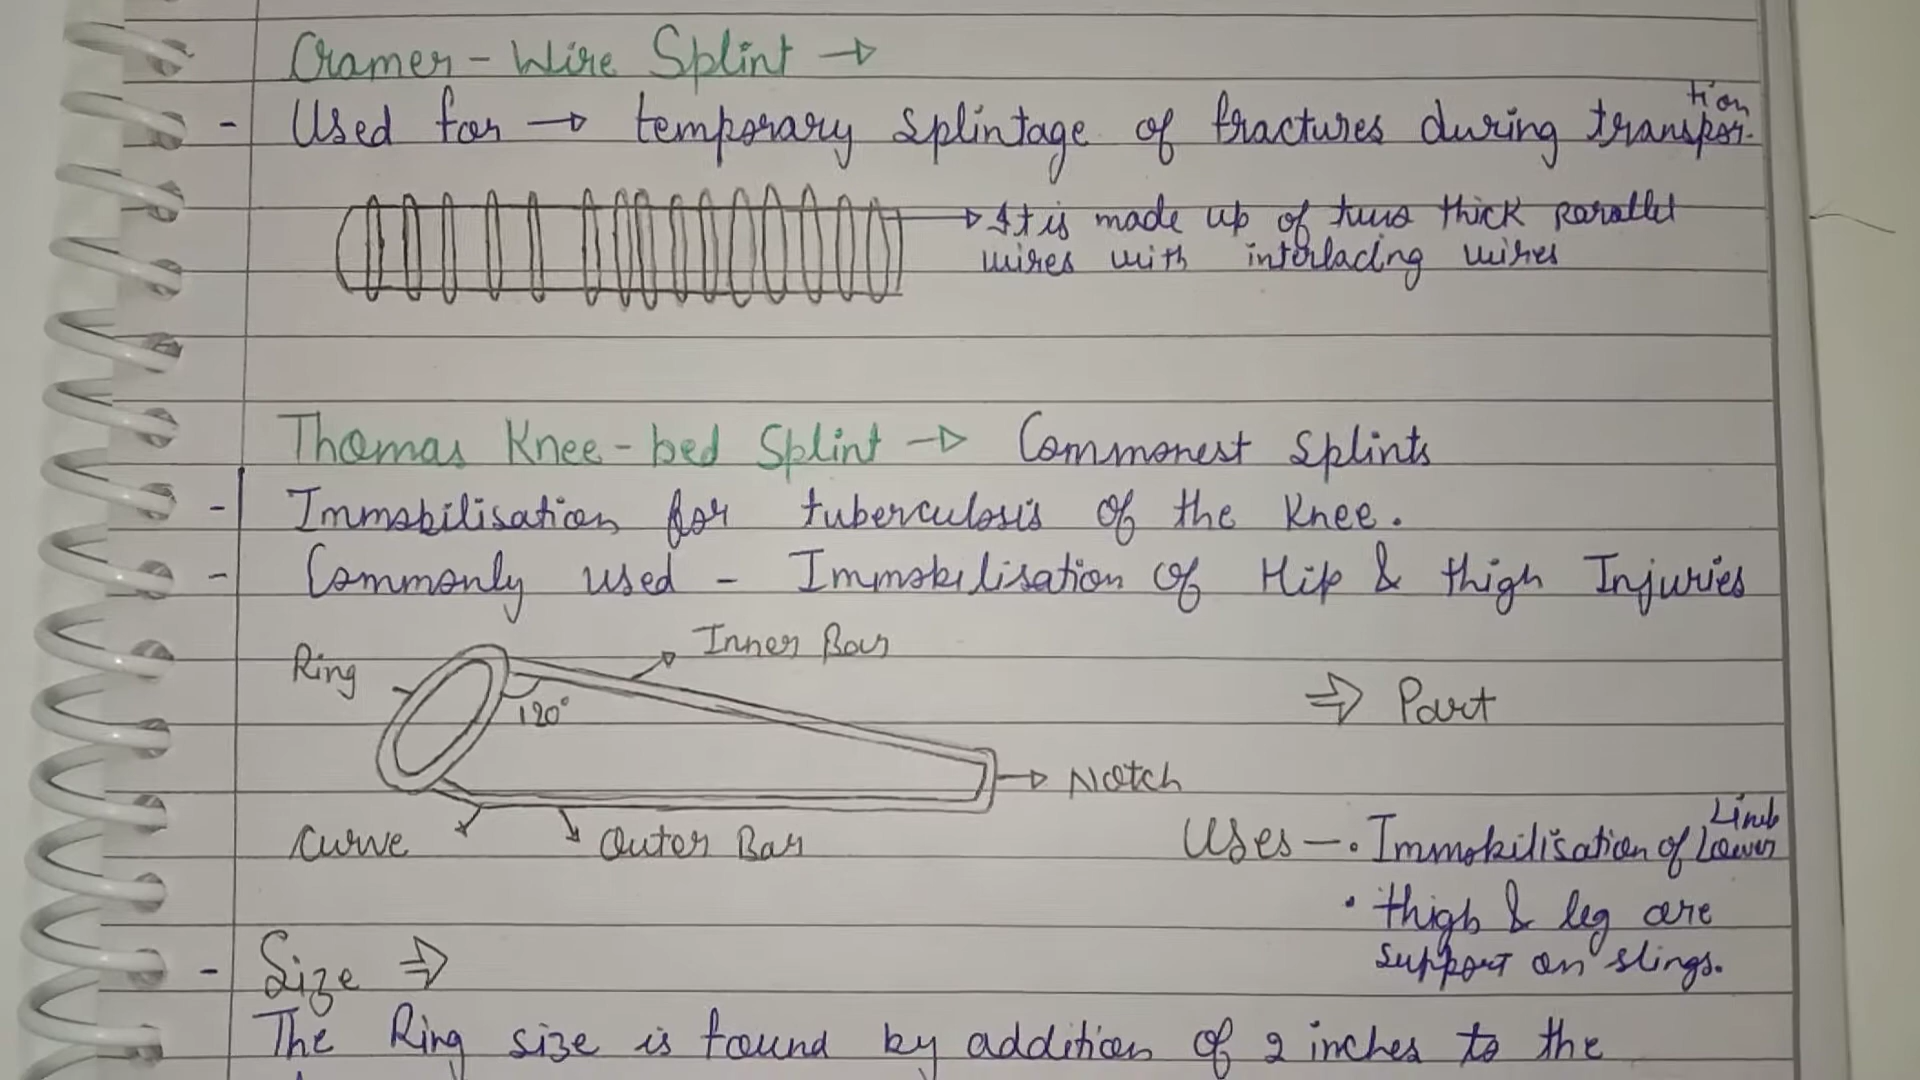 Cramer - Wire Splint →
- Used for → temporary splintage of fractures during transpor-
tion
→ It is made up of two thick parallel
wires with interlacing wires
Thomas Knee - bed Splint → Commonest Splints
- Immobilisation for tuberculosis of the Knee.
- Commonly used - Immobilisation of Hip & thigh Injuries
Inner Bar
Ring
120°
⇒ Part
→ Notch
Curve
Outer Bar
Uses - • Immobilisation of Lower
Limb
• thigh & leg are
support on slings.
- Size ⇒
The Ring size is found by addition of 2 inches to the